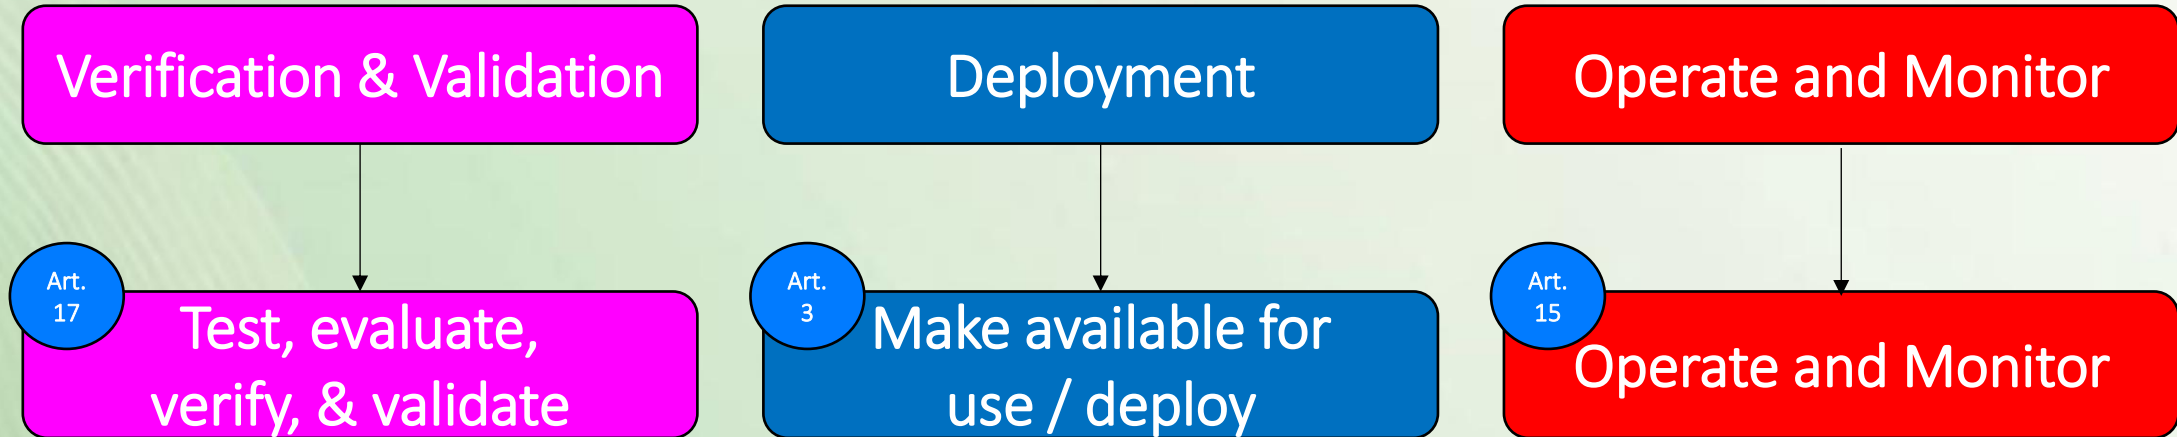 Verification & Validation
Deployment
Operate and Monitor
Art.
17
Test, evaluate,
verify, & validate
Art.
3
Make available for
use / deploy
Art.
15
Operate and Monitor